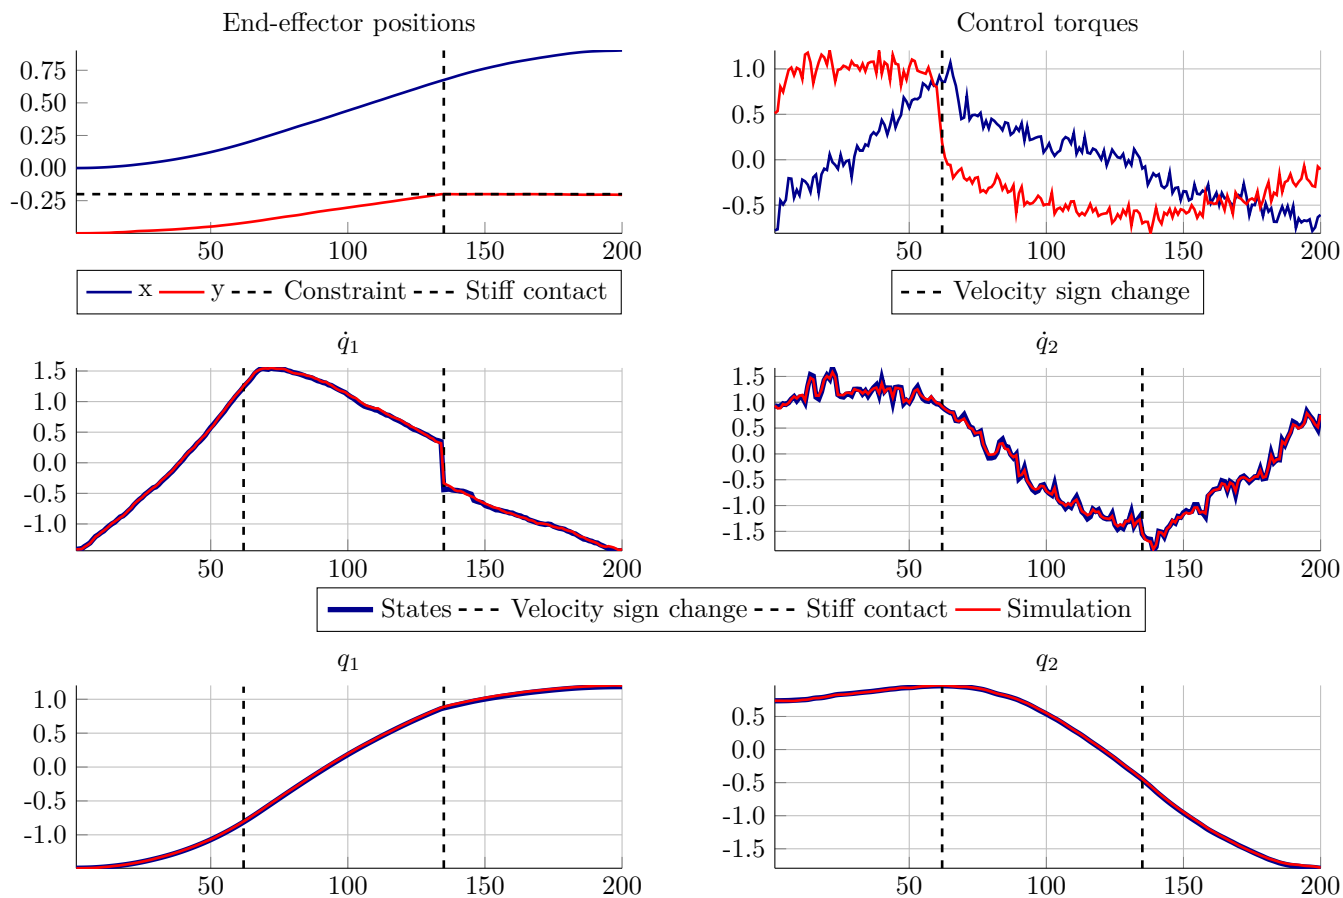 End-effector positions
Control torques
0.75
0.50
0.25
0.00
-0.25
50 100 150 200
1.0
0.5
0.0
-0.5
50 100 150 200
x y Constraint Stiff contact
Velocity sign change
q̇1
1.5
1.0
0.5
0.0
-0.5
-1.0
50 100 150 200
q̇2
1.5
1.0
0.5
0.0
-0.5
-1.0
-1.5
50 100 150 200
States Velocity sign change Stiff contact Simulation
q1
1.0
0.5
0.0
-0.5
-1.0
50 100 150 200
q2
0.5
0.0
-0.5
-1.0
-1.5
50 100 150 200